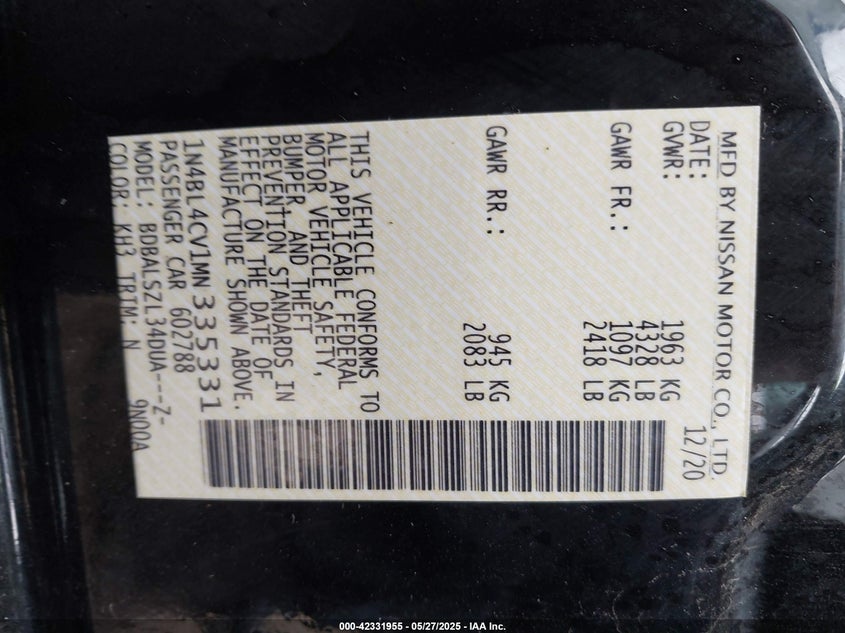 MFD BY NISSAN MOTOR CO., LTD.
DATE: 12/20
GVWR: 1963 KG
4328 LB
GAWR FR.: 1097 KG
2418 LB
GAWR RR.: 945 KG
2083 LB
THIS VEHICLE CONFORMS TO
ALL APPLICABLE FEDERAL
MOTOR VEHICLE SAFETY,
BUMPER, AND THEFT
PREVENTION STANDARDS IN
EFFECT ON THE DATE OF
MANUFACTURE SHOWN ABOVE.
1N4BL4CV1MN335331
PASSENGER CAR 602788
MODEL: BDBALSZL34DUA---Z-
COLOR: KH3 TRIM: N 9N00A
000-42331955 - 05/27/2025 - IAA Inc.